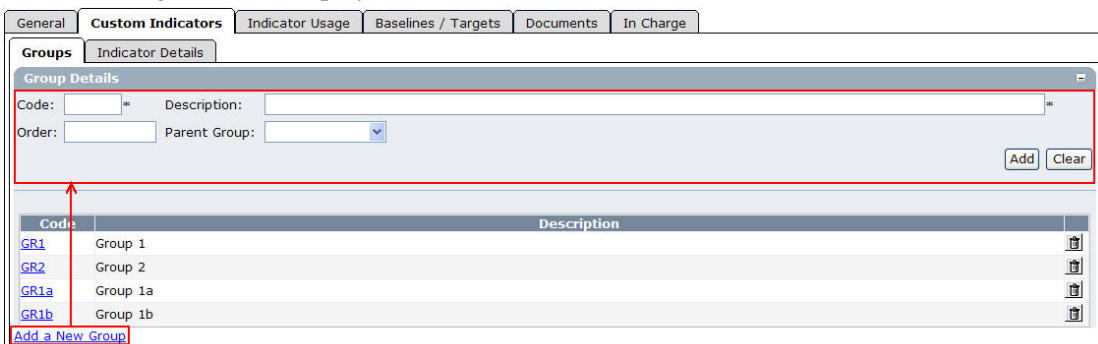 General Custom Indicators Indicator Usage Baselines / Targets Documents In Charge
Groups Indicator Details
Group Details
Code: * Description: *
Order: Parent Group:
Add Clear
Code Description
GR1 Group 1
GR2 Group 2
GR1a Group 1a
GR1b Group 1b
Add a New Group